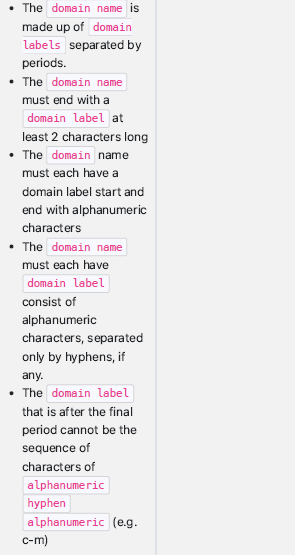 • The domain name is
made up of domain
labels separated by
periods.
• The domain name
must end with a
domain label at
least 2 characters long
• The domain name
must each have a
domain label start and
end with alphanumeric
characters
• The domain name
must each have
domain label
consist of
alphanumeric
characters, separated
only by hyphens, if
any.
• The domain label
that is after the final
period cannot be the
sequence of
characters of
alphanumeric
hyphen
alphanumeric (e.g.
c-m)